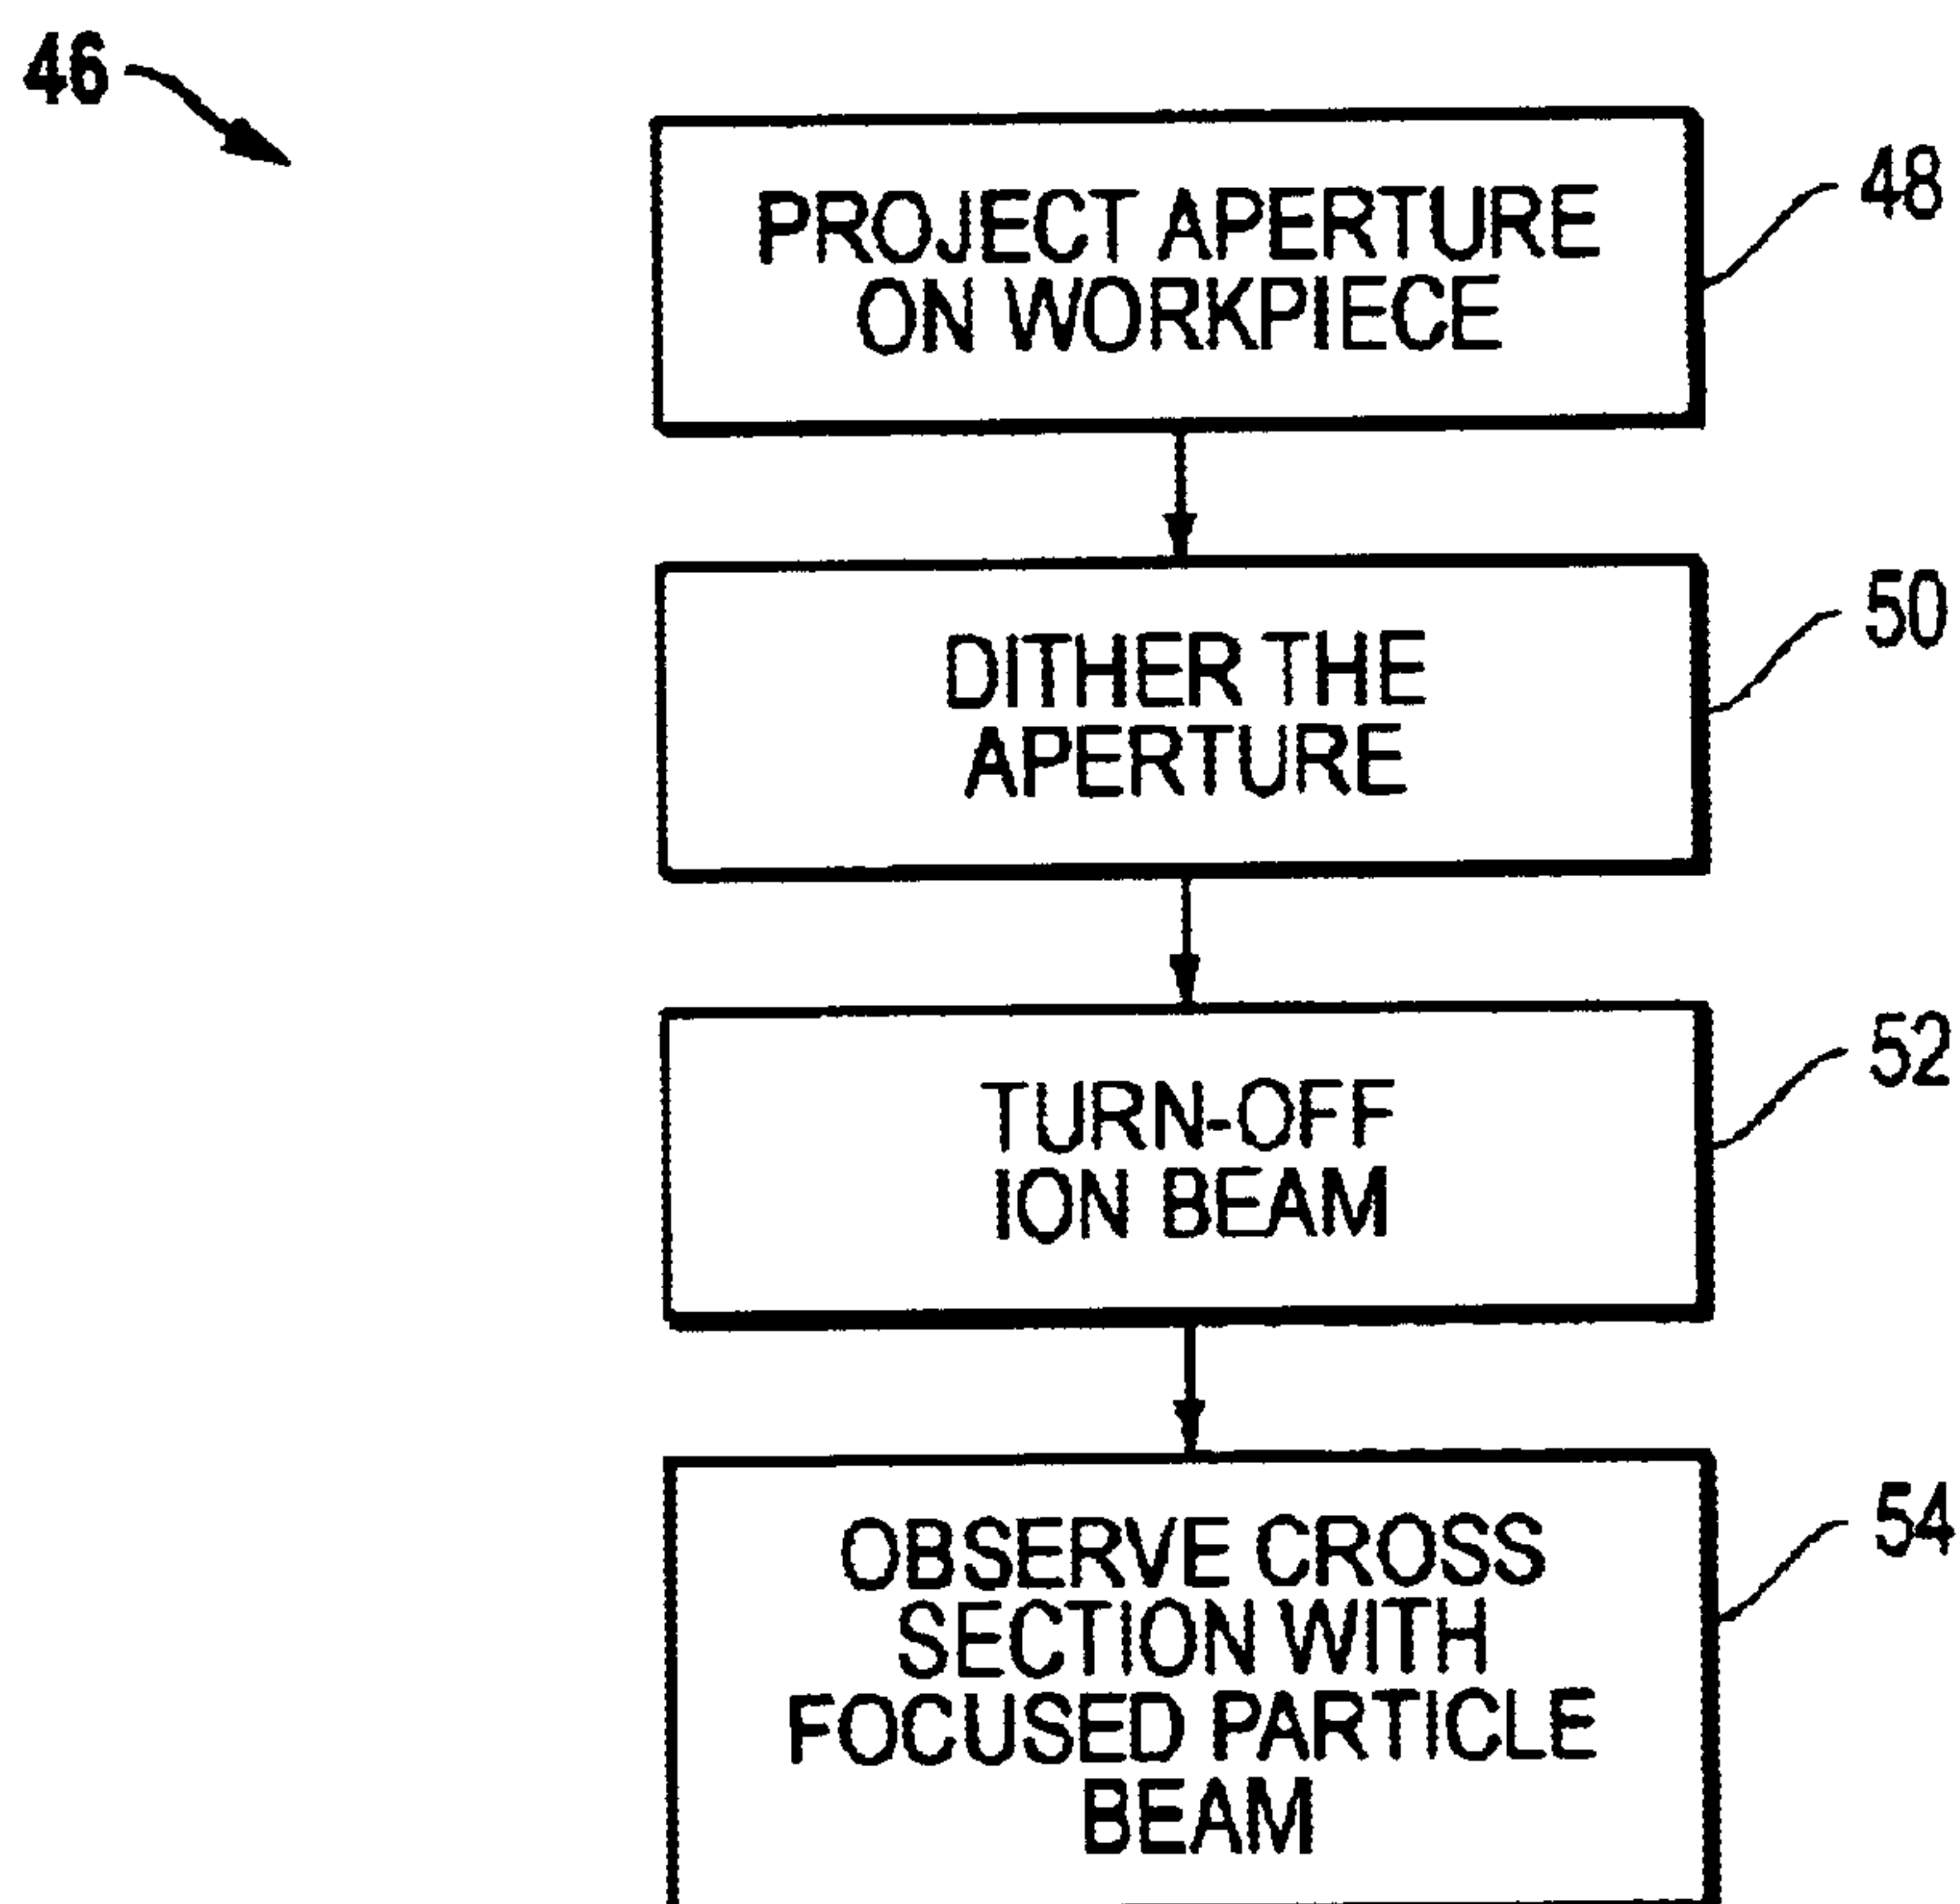 46
PROJECT APERTURE
ON WORKPIECE
48
DITHER THE
APERTURE
50
TURN-OFF
ION BEAM
52
OBSERVE CROSS
SECTION WITH
FOCUSED PARTICLE
BEAM
54